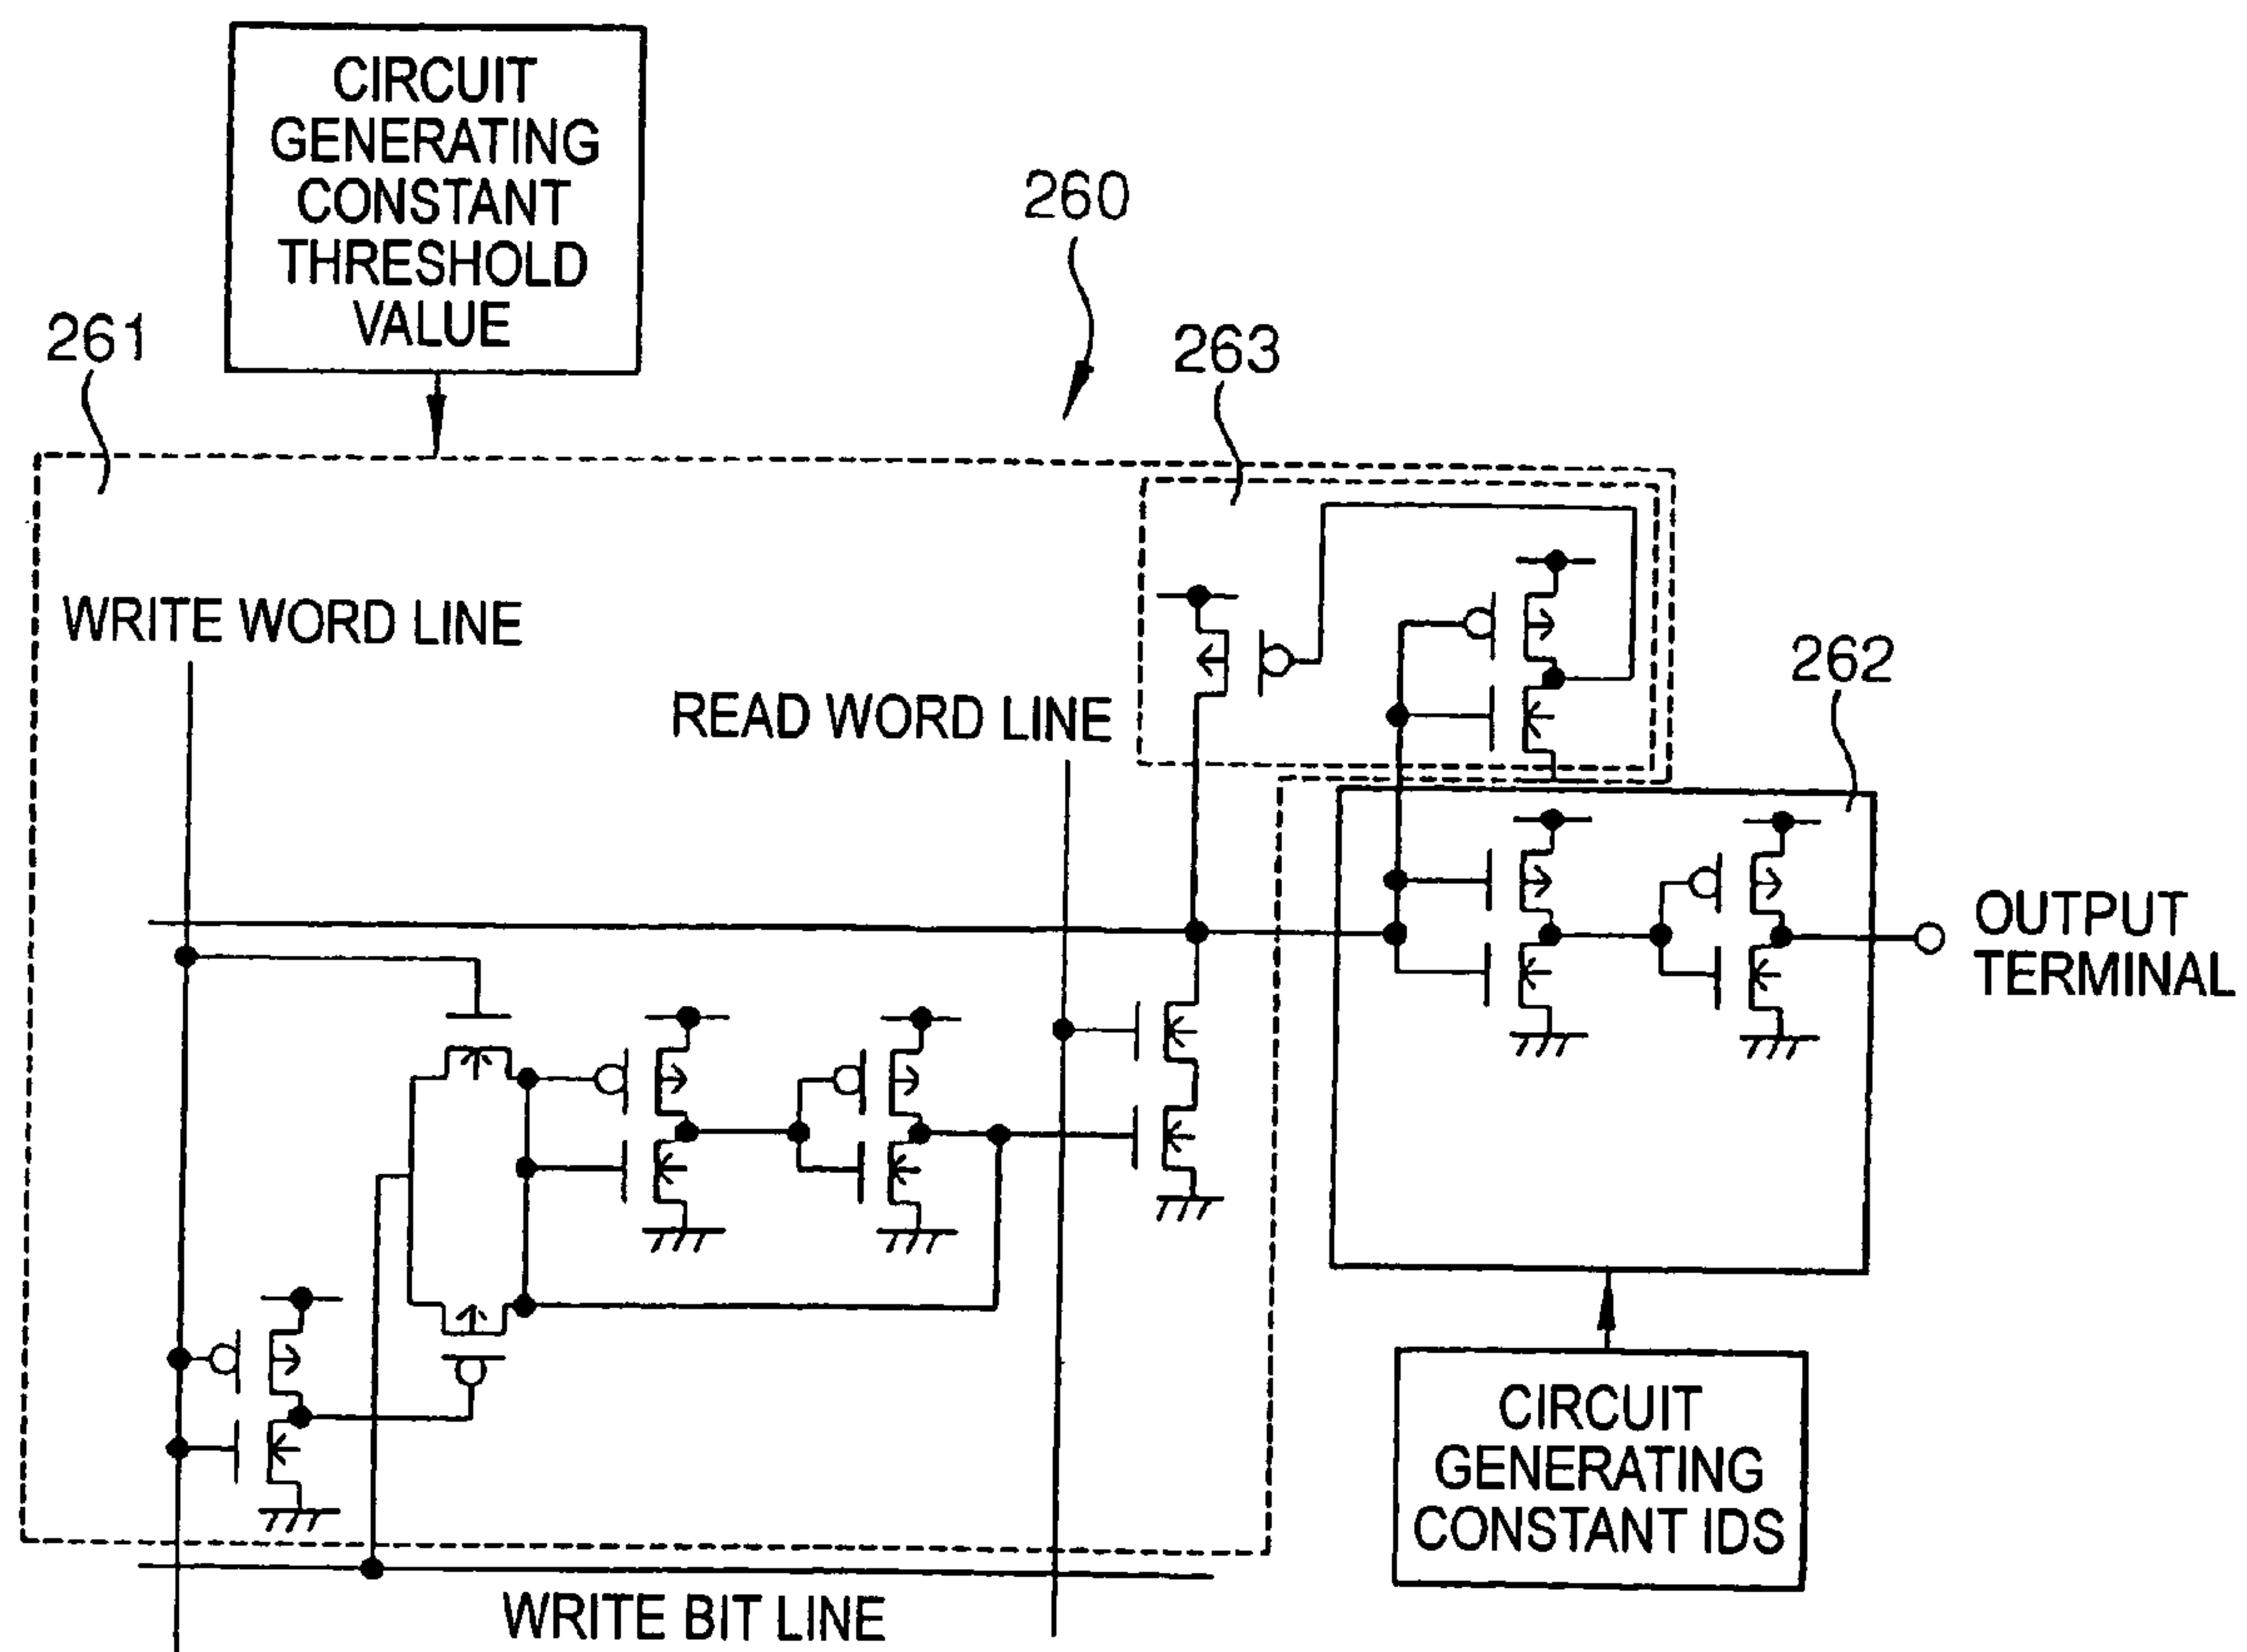 CIRCUIT
GENERATING
CONSTANT
THRESHOLD
VALUE
260
261
263
WRITE WORD LINE
READ WORD LINE
262
OUTPUT
TERMINAL
CIRCUIT
GENERATING
CONSTANT IDS
WRITE BIT LINE